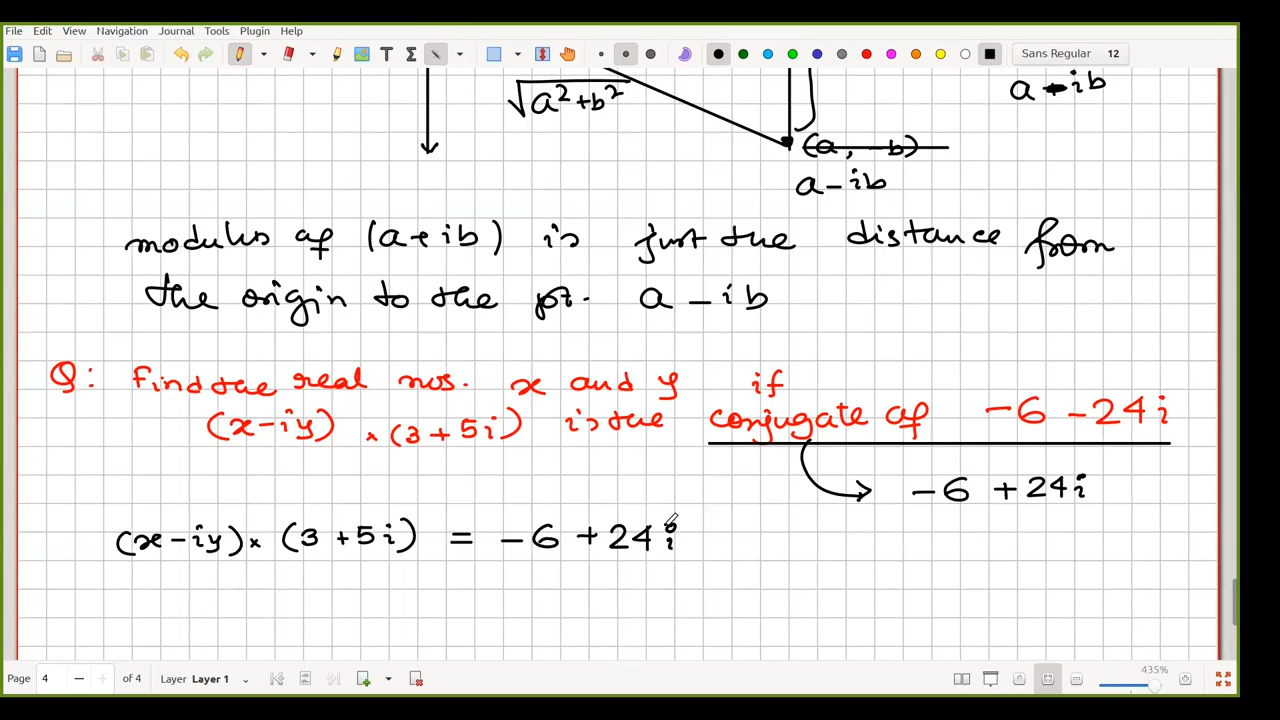 File Edit View Navigation Journal Tools Plugin Help
Sans Regular 12
√a²+b²
a-ib
(a, -b)
a-ib
modulus of (a+ib) is just the distance from
the origin to the pt. a-ib
Q: Find the real nos. x and y if
(x-iy) × (3+5i) is the conjugate of -6 -24i
-6 +24i
(x-iy) × (3+5i) = -6 +24i
Page 4 of 4 Layer Layer 1 435%